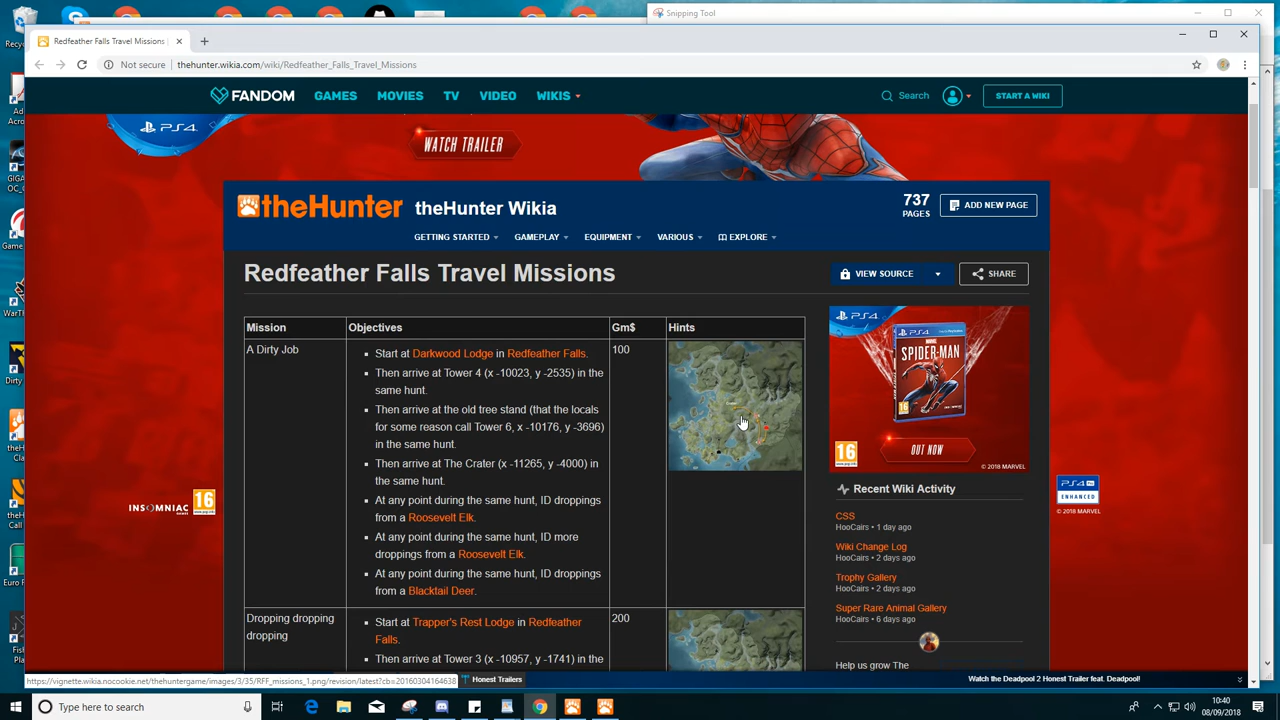 Snipping Tool
Redfeather Falls Travel Missions
Not secure | thehunter.wikia.com/wiki/Redfeather_Falls_Travel_Missions
FANDOM GAMES MOVIES TV VIDEO WIKIS Search START A WIKI
PS4
WATCH TRAILER
theHunter theHunter Wikia
737
PAGES
ADD NEW PAGE
GETTING STARTED GAMEPLAY EQUIPMENT VARIOUS EXPLORE
Redfeather Falls Travel Missions
VIEW SOURCE SHARE
Mission Objectives Gm$ Hints
A Dirty Job
Start at Darkwood Lodge in Redfeather Falls.
Then arrive at Tower 4 (x -10023, y -2535) in the
same hunt.
Then arrive at the old tree stand (that the locals
for some reason call Tower 6, x -10176, y -3696)
in the same hunt.
Then arrive at The Crater (x -11265, y -4000) in
the same hunt.
At any point during the same hunt, ID droppings
from a Roosevelt Elk.
At any point during the same hunt, ID more
droppings from a Roosevelt Elk.
At any point during the same hunt, ID droppings
from a Blacktail Deer.
100
Dropping dropping
dropping
Start at Trapper's Rest Lodge in Redfeather
Falls.
Then arrive at Tower 3 (x -10957, y -1741) in the
200
PS4
PS4
MARVEL
SPIDER-MAN
16
OUT NOW
© 2018 MARVEL
Recent Wiki Activity
CSS
HooCairs • 1 day ago
Wiki Change Log
HooCairs • 2 days ago
Trophy Gallery
HooCairs • 2 days ago
Super Rare Animal Gallery
HooCairs • 6 days ago
Help us grow The
INSOMNIAC
GAMES
16
PS4 Pro
ENHANCED
© 2018 MARVEL
https://vignette.wikia.nocookie.net/thehuntergame/images/3/35/RFF_missions_1.png/revision/latest?cb=20160304164638
Honest Trailers
Watch the Deadpool 2 Honest Trailer feat. Deadpool!
Type here to search
10:40
08/09/2018